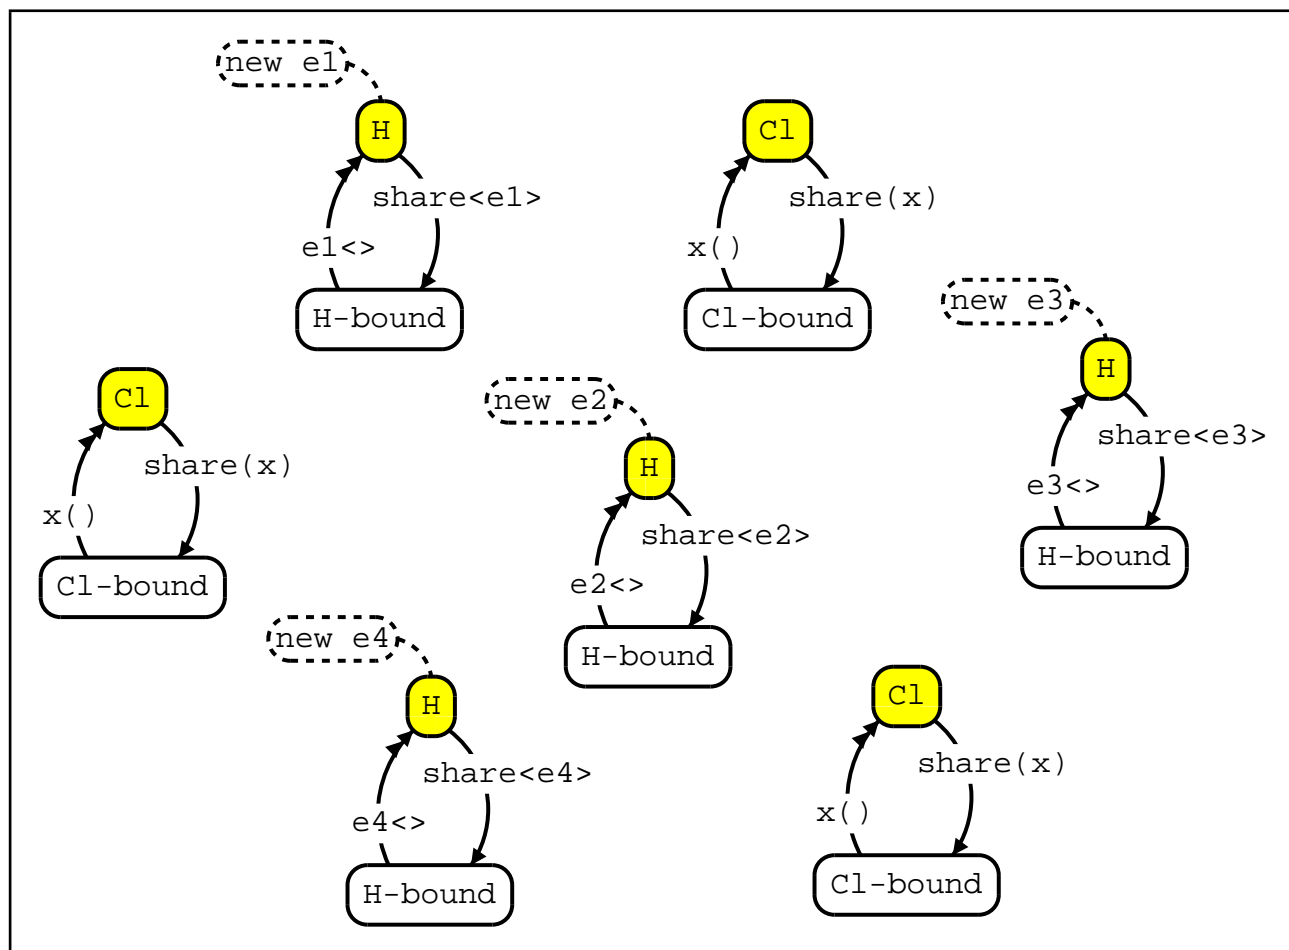 new e1
H
share<e1>
e1<>
H-bound
Cl
share(x)
x()
Cl-bound
new e3
H
share<e3>
e3<>
H-bound
Cl
share(x)
x()
Cl-bound
new e2
H
share<e2>
e2<>
H-bound
new e4
H
share<e4>
e4<>
H-bound
Cl
share(x)
x()
Cl-bound